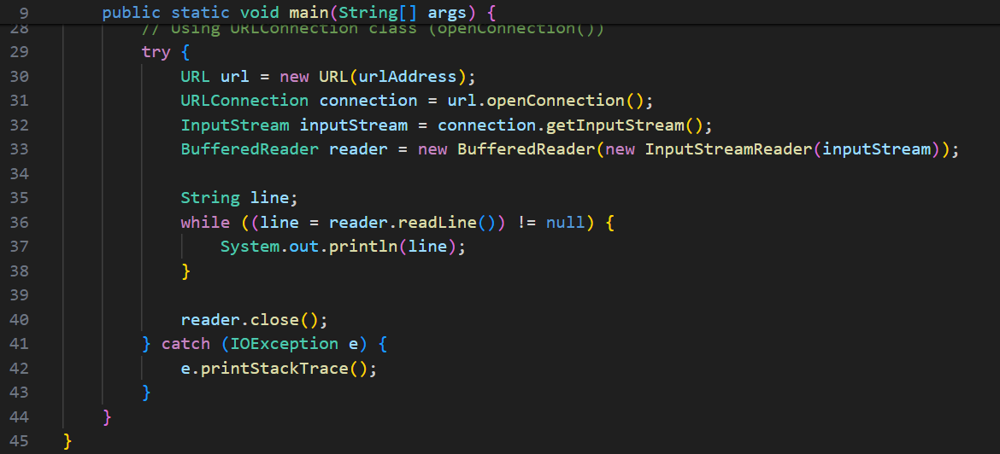 9 public static void main(String[] args) {
28 // Using URLConnection class (openConnection())
29 try {
30 URL url = new URL(urlAddress);
31 URLConnection connection = url.openConnection();
32 InputStream inputStream = connection.getInputStream();
33 BufferedReader reader = new BufferedReader(new InputStreamReader(inputStream));
34
35 String line;
36 while ((line = reader.readLine()) != null) {
37 System.out.println(line);
38 }
39
40 reader.close();
41 } catch (IOException e) {
42 e.printStackTrace();
43 }
44 }
45 }